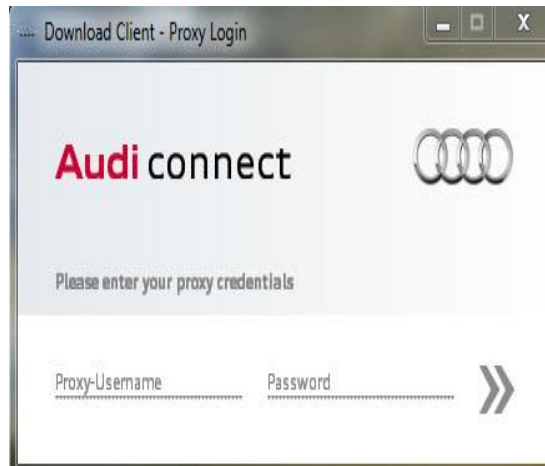 Download Client - Proxy Login
Audi connect
Please enter your proxy credentials
Proxy-Username Password